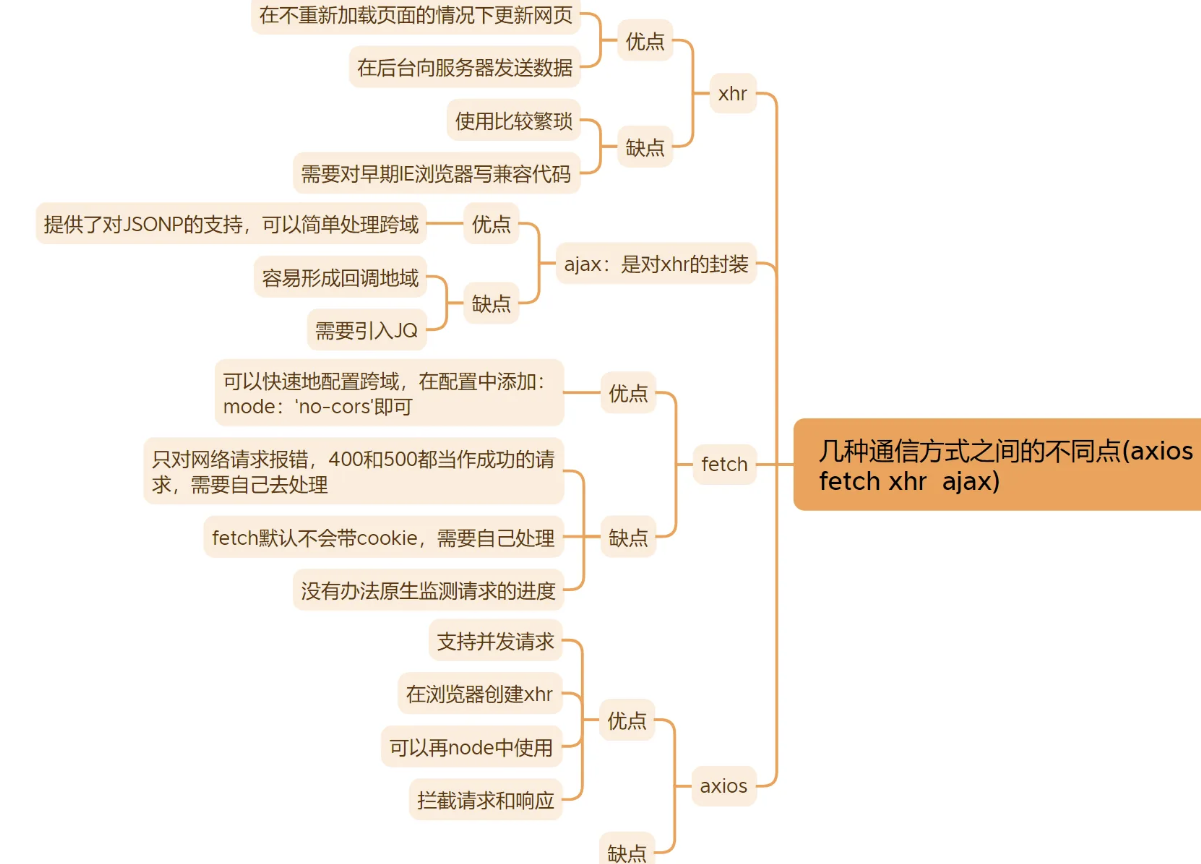 几种通信方式之间的不同点(axios
fetch xhr  ajax)
xhr
优点
在不重新加载页面的情况下更新网页
在后台向服务器发送数据
缺点
使用比较繁琐
需要对早期IE浏览器写兼容代码
ajax：是对xhr的封装
优点
提供了对JSONP的支持，可以简单处理跨域
缺点
容易形成回调地域
需要引入JQ
fetch
优点
可以快速地配置跨域，在配置中添加：
mode：'no-cors'即可
缺点
只对网络请求报错，400和500都当作成功的请
求，需要自己去处理
fetch默认不会带cookie，需要自己处理
没有办法原生监测请求的进度
axios
优点
支持并发请求
在浏览器创建xhr
可以再node中使用
拦截请求和响应
缺点